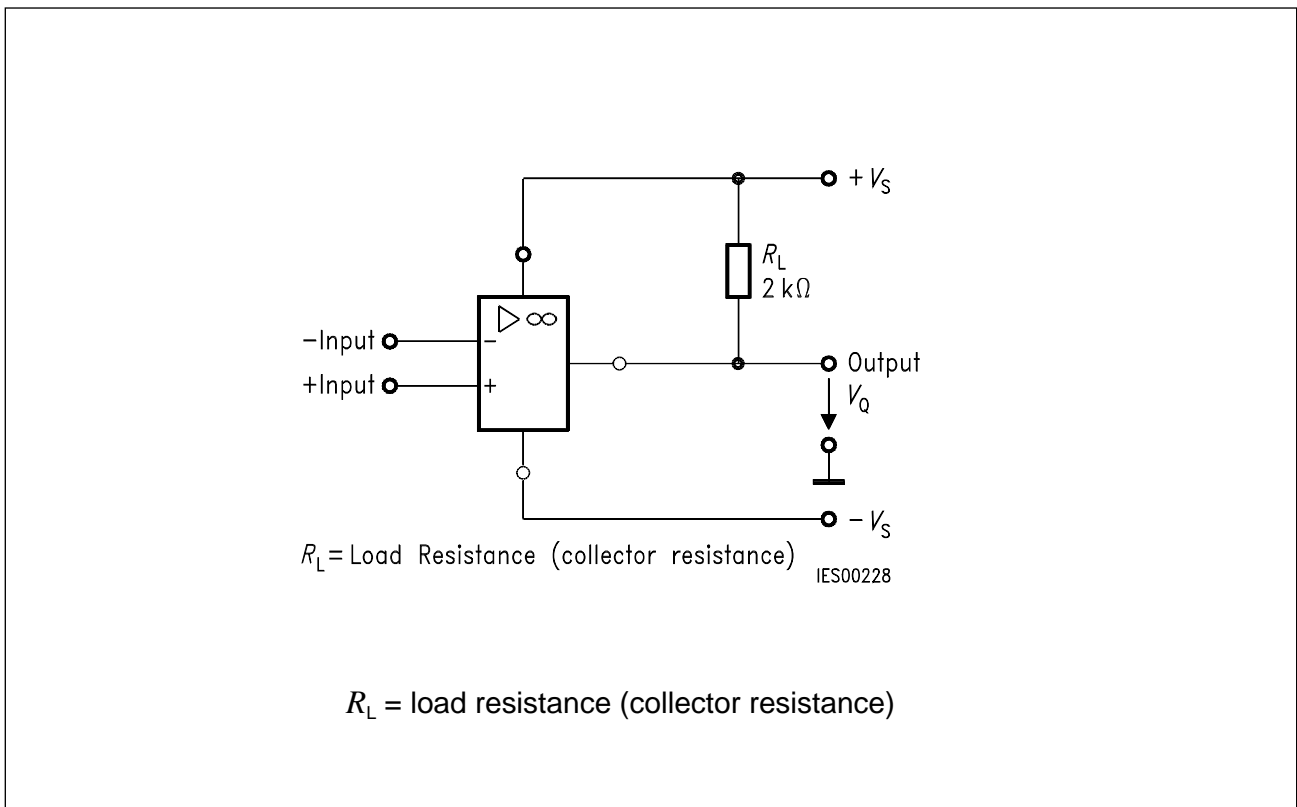 + V_S
R_L
2 kΩ
▷ ∞
-Input
-
Output
+Input
+
V_Q
- V_S
R_L = Load Resistance (collector resistance)
IES00228
R_L = load resistance (collector resistance)